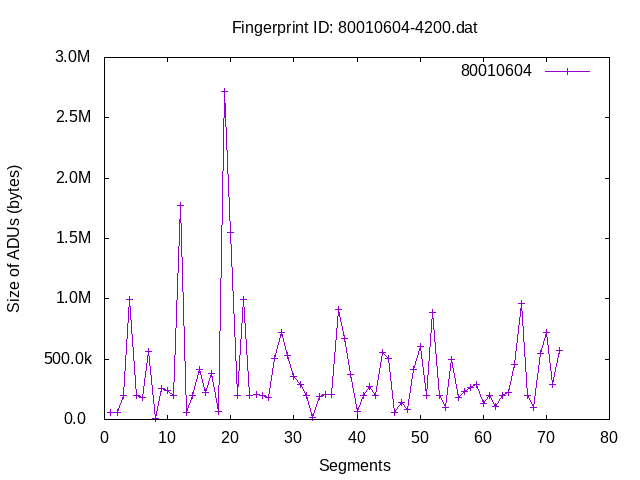 Fingerprint ID: 80010604-4200.dat
80010604
3.0M
2.5M
2.0M
1.5M
1.0M
500.0k
0.0
Size of ADUs (bytes)
0 10 20 30 40 50 60 70 80
Segments